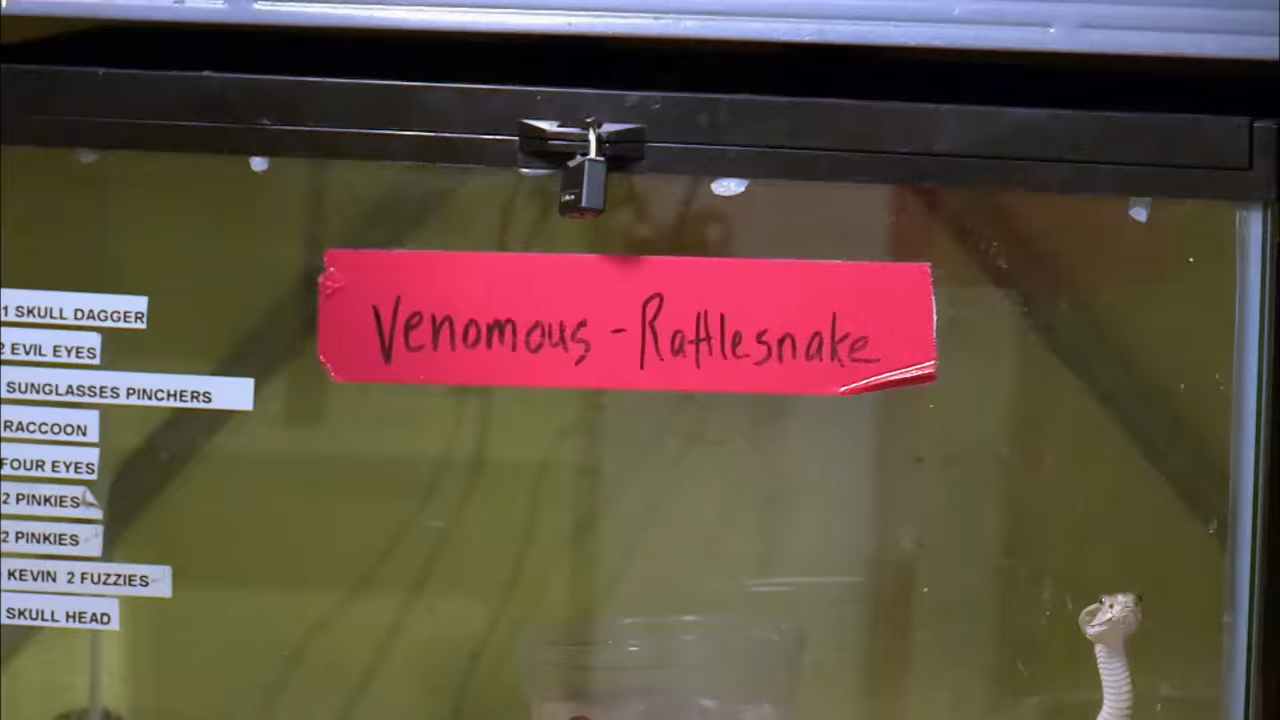 Venomous - Rattlesnake
1 SKULL DAGGER
2 EVIL EYES
SUNGLASSES PINCHERS
RACCOON
FOUR EYES
2 PINKIES
2 PINKIES
KEVIN 2 FUZZIES
SKULL HEAD